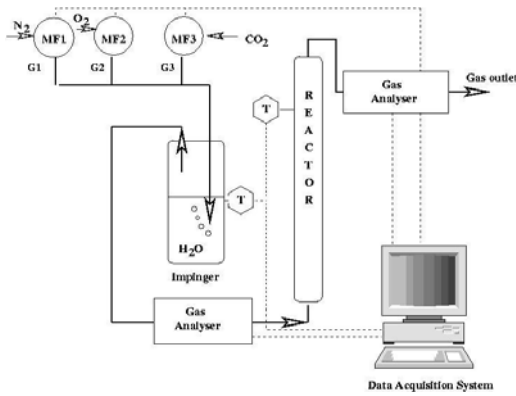 N2 O2
MF1 MF2 MF3 CO2
G1 G2 G3
Gas
Analyser
Gas outlet
T
R
E
A
C
T
O
R
T
H2O
Impinger
Gas
Analyser
Data Acquisition System